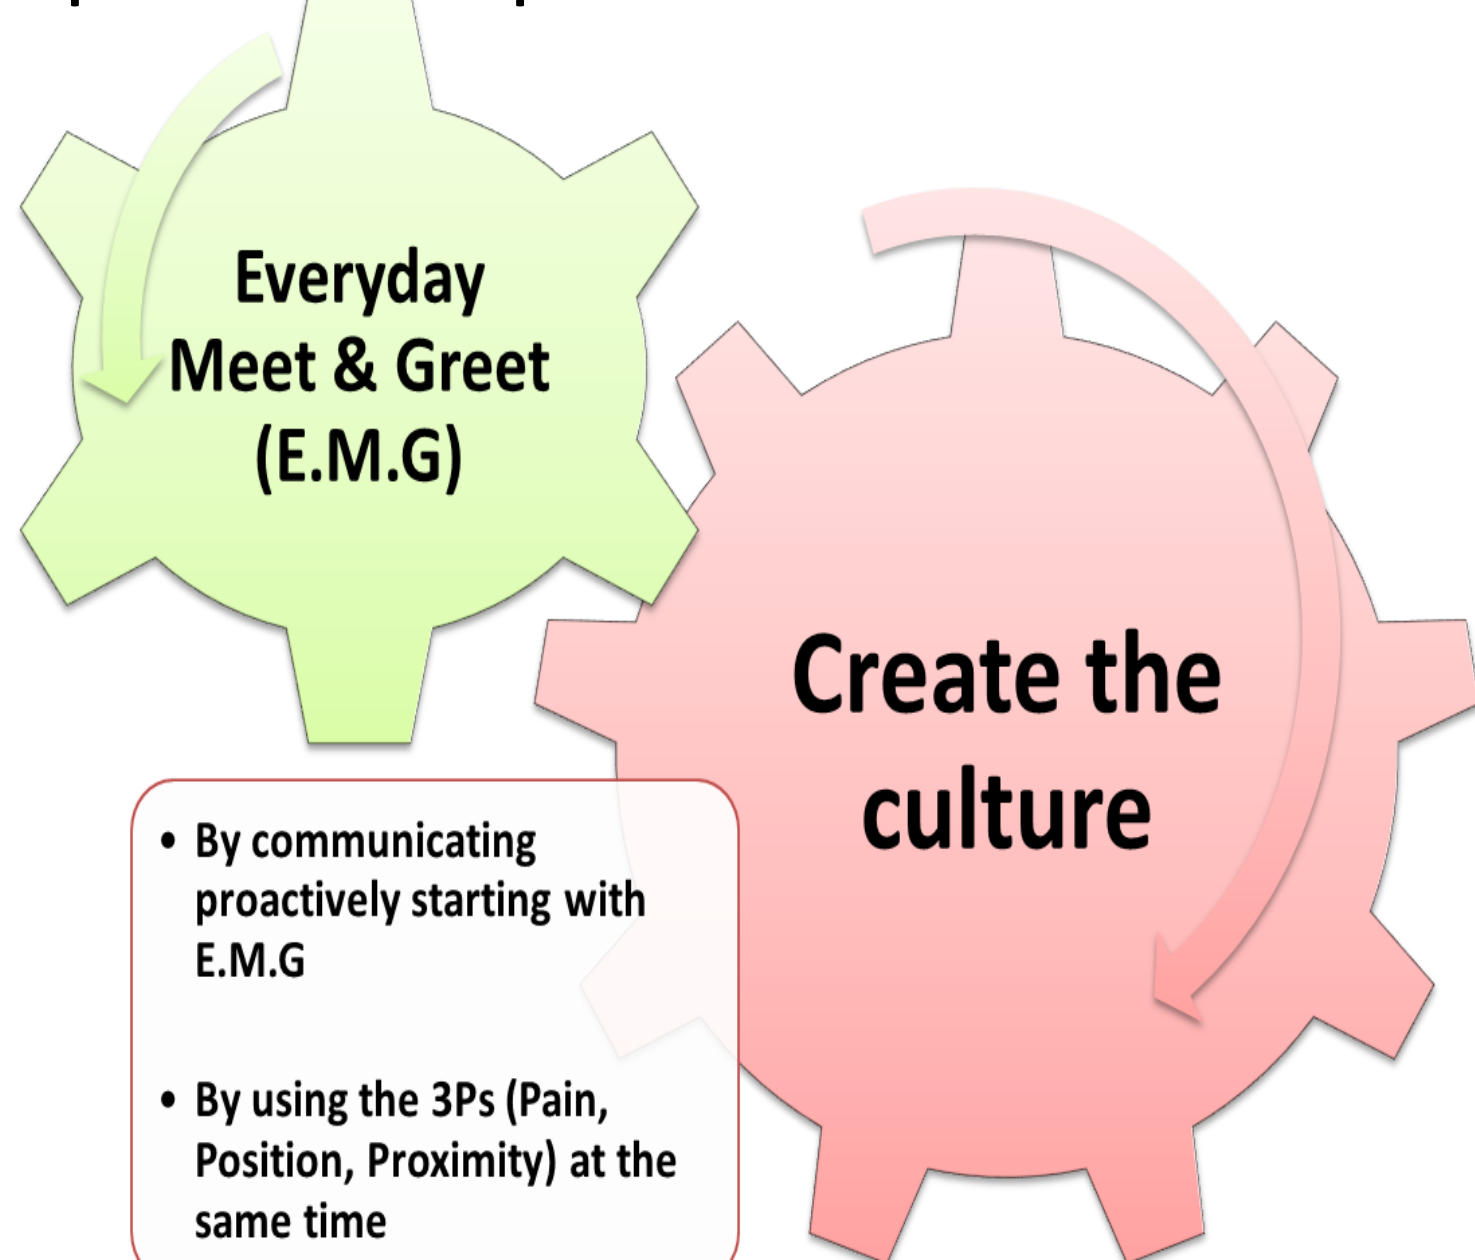 Everyday
Meet & Greet
(E.M.G)
Create the
culture
• By communicating
proactively starting with
E.M.G
• By using the 3Ps (Pain,
Position, Proximity) at the
same time